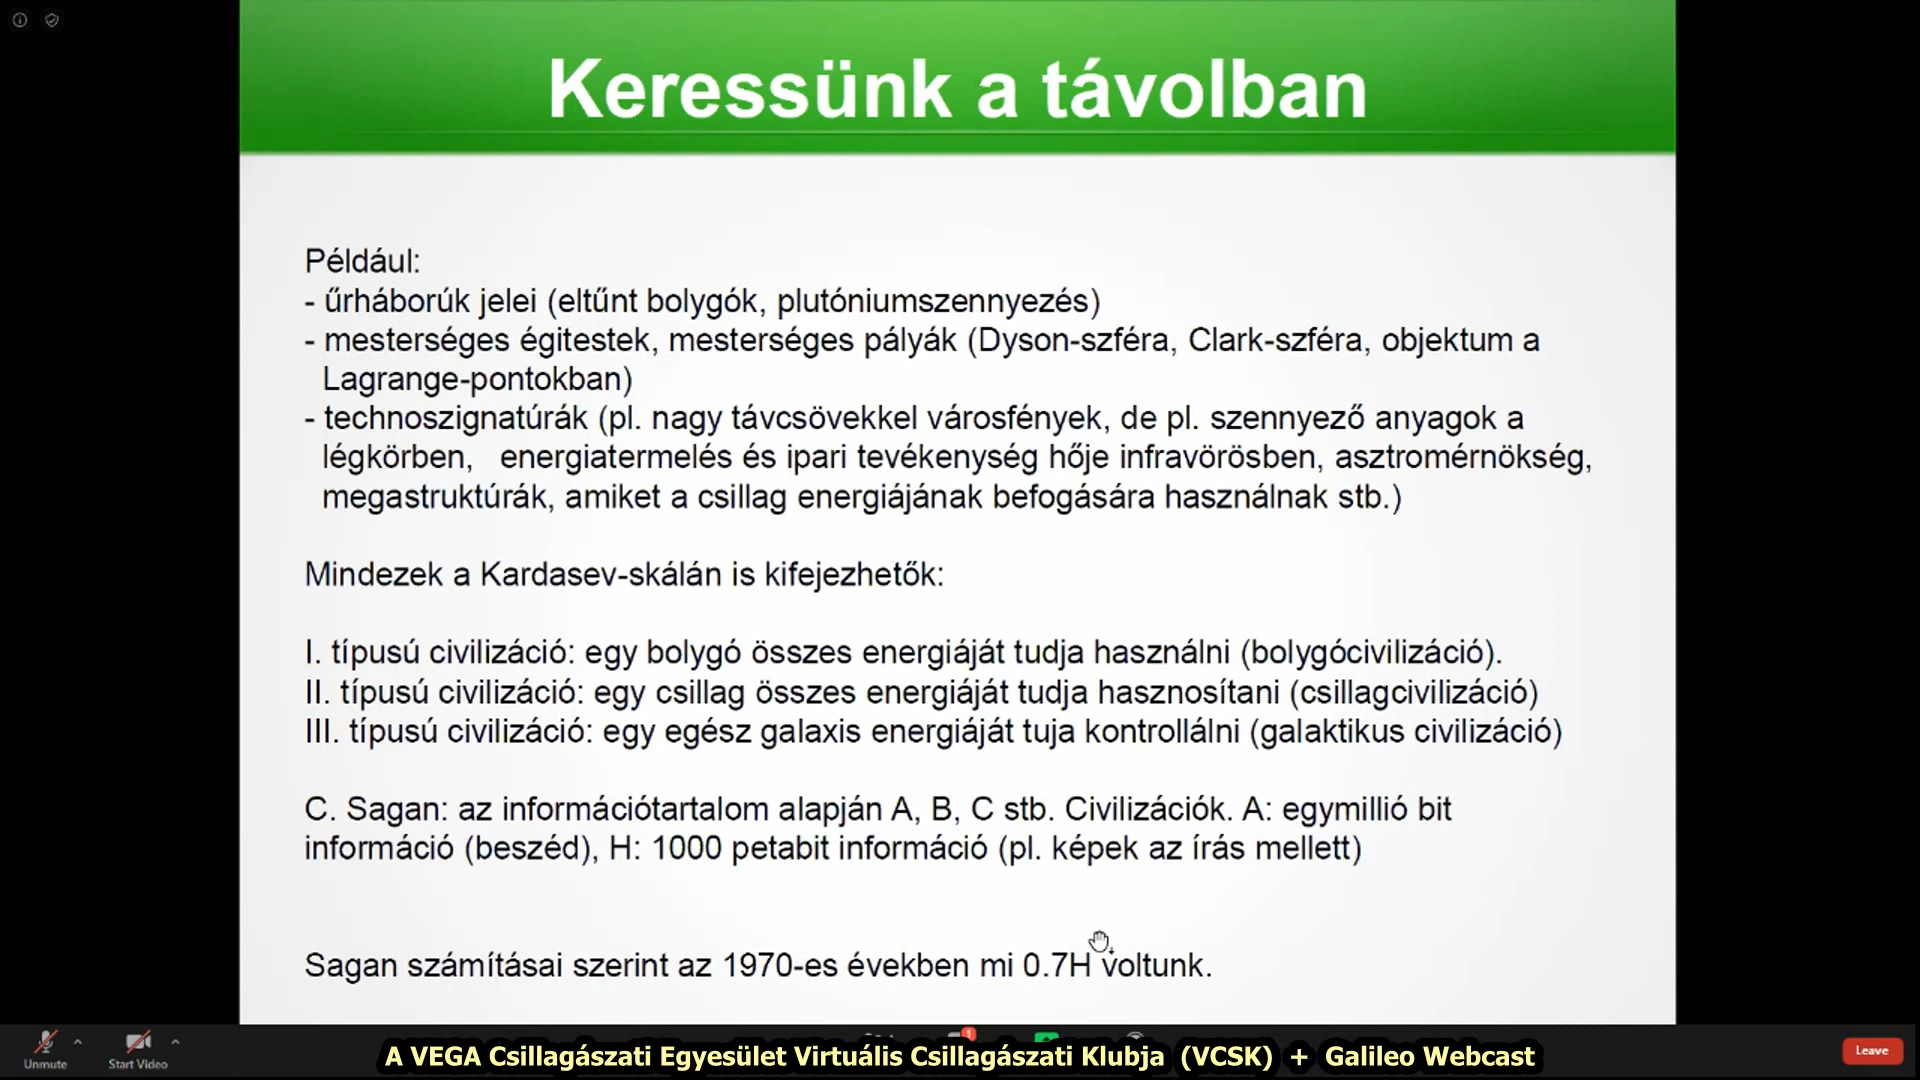 Keressünk a távolban
Például:
- űrháborúk jelei (eltűnt bolygók, plutóniumszennyezés)
- mesterséges égitestek, mesterséges pályák (Dyson-szféra, Clark-szféra, objektum a
Lagrange-pontokban)
- technoszignatúrák (pl. nagy távcsövekkel városfények, de pl. szennyező anyagok a
légkörben, energiatermelés és ipari tevékenység hője infravörösben, asztromérnökség,
megastruktúrák, amiket a csillag energiájának befogására használnak stb.)
Mindezek a Kardasev-skálán is kifejezhetők:
I. típusú civilizáció: egy bolygó összes energiáját tudja használni (bolygócivilizáció).
II. típusú civilizáció: egy csillag összes energiáját tudja hasznosítani (csillagcivilizáció)
III. típusú civilizáció: egy egész galaxis energiáját tuja kontrollálni (galaktikus civilizáció)
C. Sagan: az információtartalom alapján A, B, C stb. Civilizációk. A: egymillió bit
információ (beszéd), H: 1000 petabit információ (pl. képek az írás mellett)
Sagan számításai szerint az 1970-es években mi 0.7H voltunk.
1
Unmute
Start Video
A VEGA Csillagászati Egyesület Virtuális Csillagászati Klubja (VCSK) + Galileo Webcast
Leave